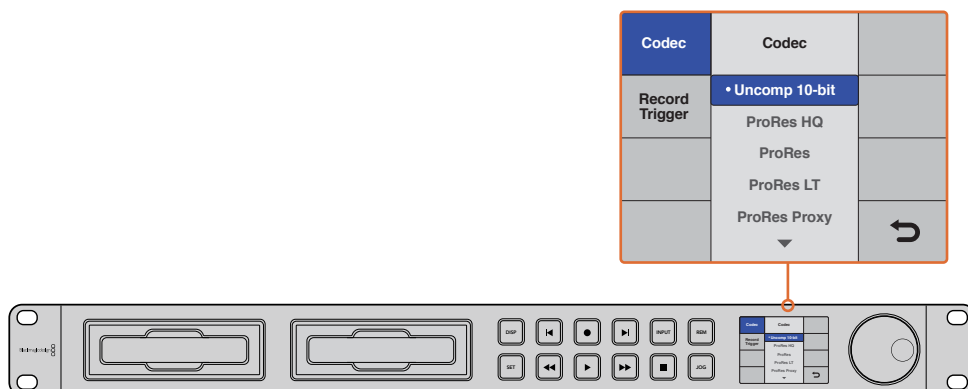 Codec
Codec
Record
Trigger
• Uncomp 10-bit
ProRes HQ
ProRes
ProRes LT
ProRes Proxy
DISP
INPUT
REM
SET
JOG
Codec
Codec
Record
Trigger
• Uncomp 10-bit
ProRes HQ
ProRes
ProRes LT
ProRes Proxy